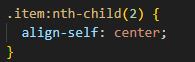 .item:nth-child(2) {
  align-self: center;
}